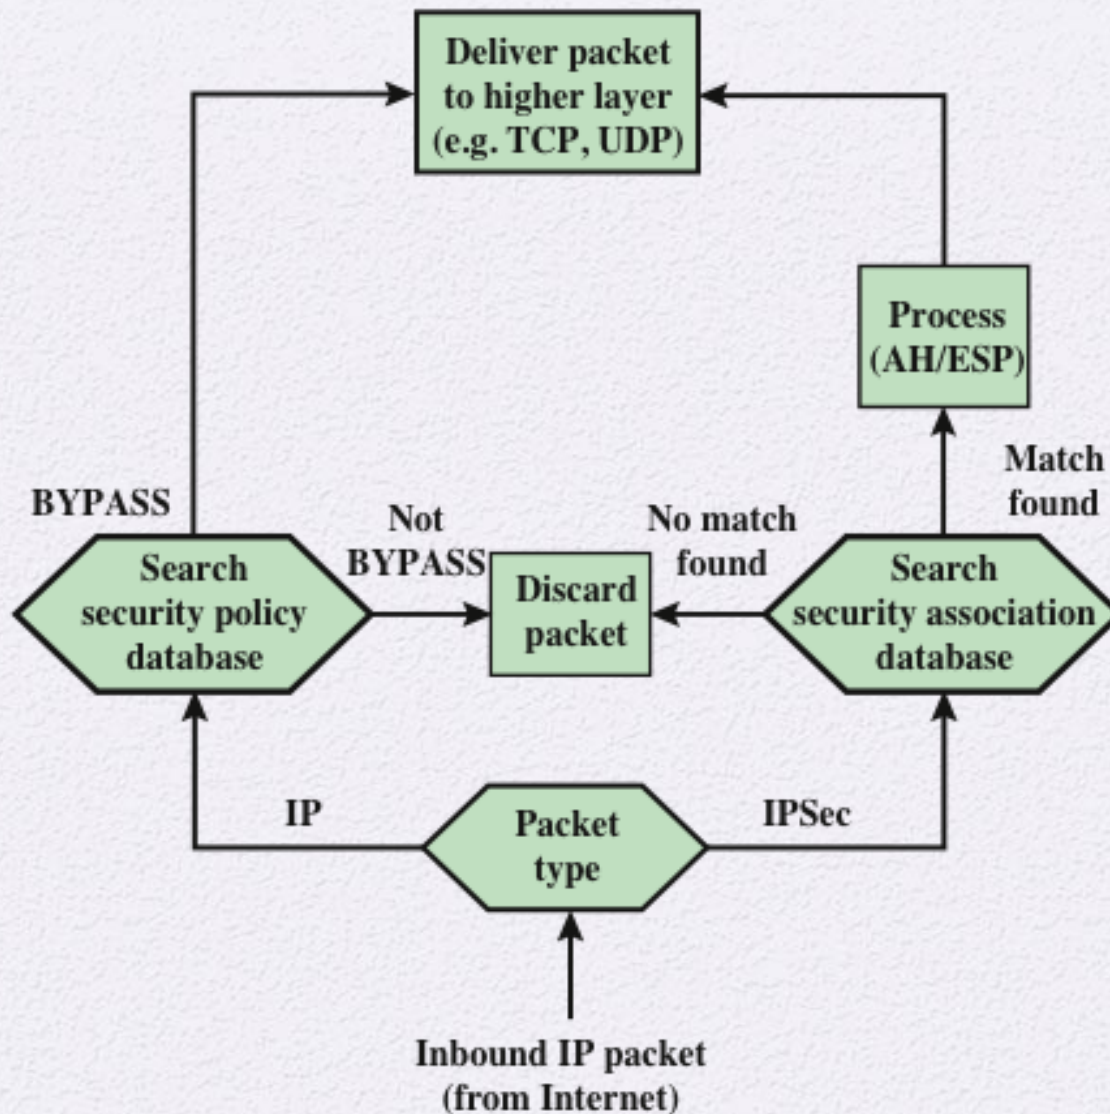 Deliver packet
to higher layer
(e.g. TCP, UDP)
Process
(AH/ESP)
Match
found
BYPASS
Not
BYPASS
No match
found
Search
security policy
database
Discard
packet
Search
security association
database
IP
Packet
type
IPSec
Inbound IP packet
(from Internet)